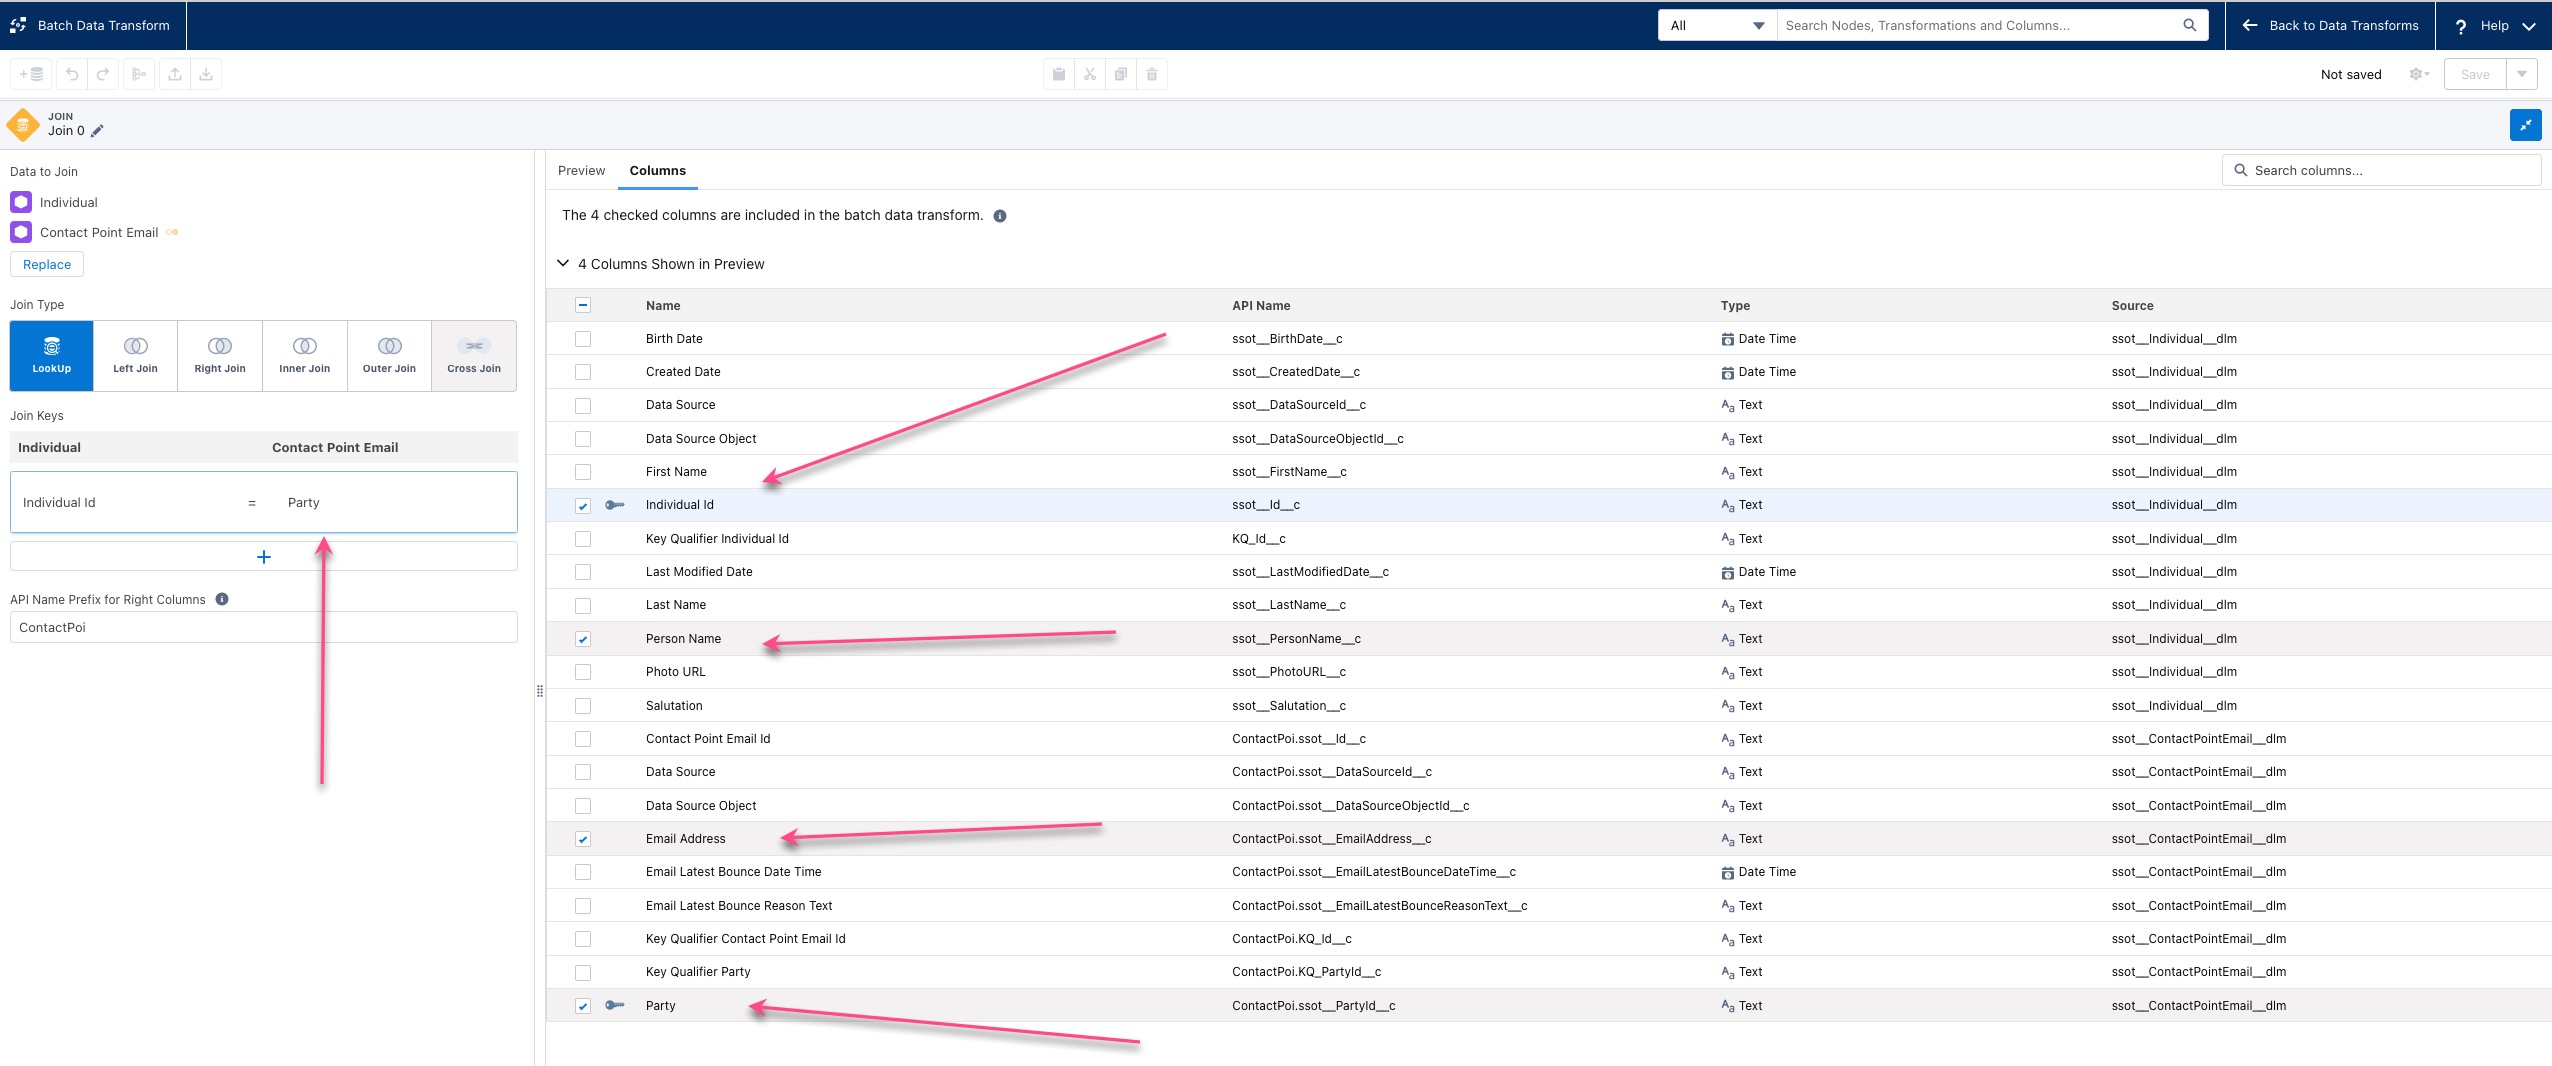 Batch Data Transform
All
Search Nodes, Transformations and Columns...
Back to Data Transforms
Help
Not saved
Save
JOIN
Join 0
Data to Join
Individual
Contact Point Email
Replace
Join Type
LookUp
Left Join
Right Join
Inner Join
Outer Join
Cross Join
Join Keys
Individual Contact Point Email
Individual Id = Party
API Name Prefix for Right Columns
ContactPoi
Preview Columns
Search columns...
The 4 checked columns are included in the batch data transform.
4 Columns Shown in Preview
Name API Name Type Source
Birth Date ssot__BirthDate__c Date Time ssot__Individual__dlm
Created Date ssot__CreatedDate__c Date Time ssot__Individual__dlm
Data Source ssot__DataSourceId__c Text ssot__Individual__dlm
Data Source Object ssot__DataSourceObjectId__c Text ssot__Individual__dlm
First Name ssot__FirstName__c Text ssot__Individual__dlm
Individual Id ssot__Id__c Text ssot__Individual__dlm
Key Qualifier Individual Id KQ_Id__c Text ssot__Individual__dlm
Last Modified Date ssot__LastModifiedDate__c Date Time ssot__Individual__dlm
Last Name ssot__LastName__c Text ssot__Individual__dlm
Person Name ssot__PersonName__c Text ssot__Individual__dlm
Photo URL ssot__PhotoURL__c Text ssot__Individual__dlm
Salutation ssot__Salutation__c Text ssot__Individual__dlm
Contact Point Email Id ContactPoi.ssot__Id__c Text ssot__ContactPointEmail__dlm
Data Source ContactPoi.ssot__DataSourceId__c Text ssot__ContactPointEmail__dlm
Data Source Object ContactPoi.ssot__DataSourceObjectId__c Text ssot__ContactPointEmail__dlm
Email Address ContactPoi.ssot__EmailAddress__c Text ssot__ContactPointEmail__dlm
Email Latest Bounce Date Time ContactPoi.ssot__EmailLatestBounceDateTime__c Date Time ssot__ContactPointEmail__dlm
Email Latest Bounce Reason Text ContactPoi.ssot__EmailLatestBounceReasonText__c Text ssot__ContactPointEmail__dlm
Key Qualifier Contact Point Email Id ContactPoi.KQ_Id__c Text ssot__ContactPointEmail__dlm
Key Qualifier Party ContactPoi.KQ_PartyId__c Text ssot__ContactPointEmail__dlm
Party ContactPoi.ssot__PartyId__c Text ssot__ContactPointEmail__dlm